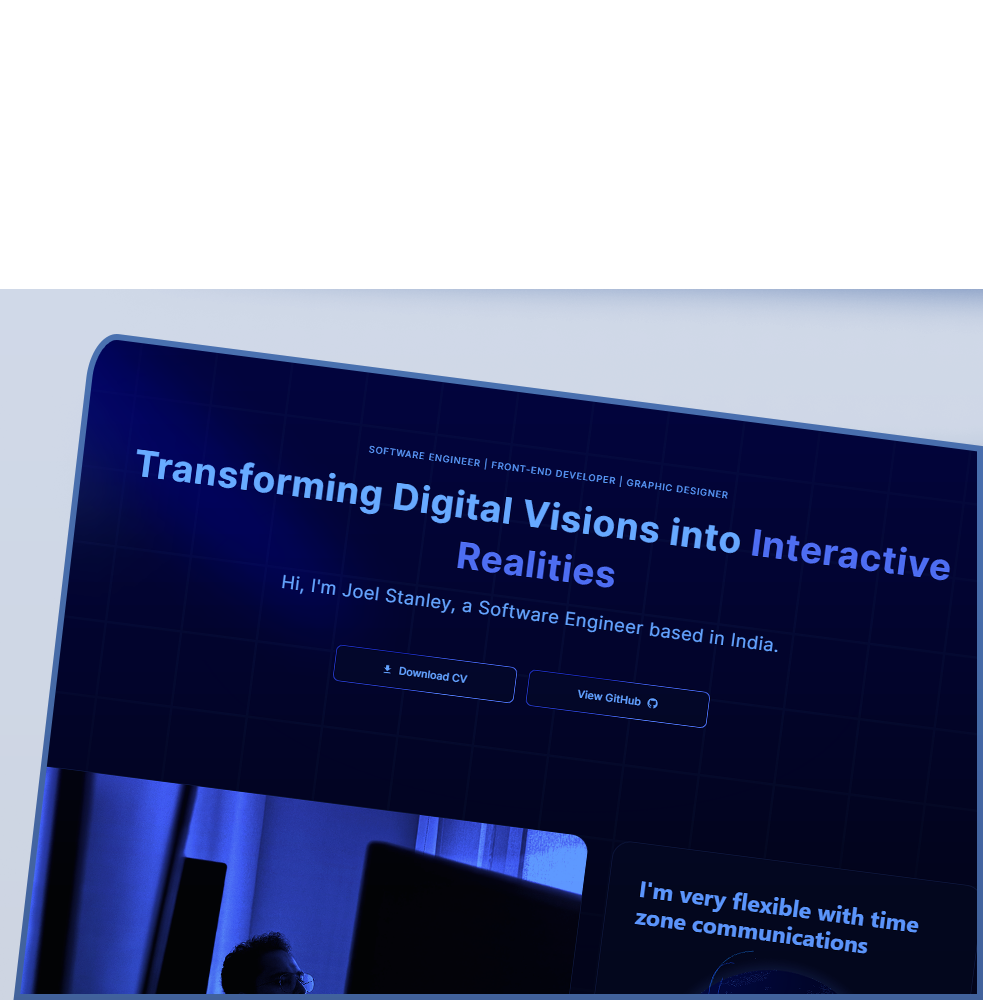 SOFTWARE ENGINEER | FRONT-END DEVELOPER | GRAPHIC DESIGNER
Transforming Digital Visions into Interactive
Realities
Hi, I'm Joel Stanley, a Software Engineer based in India.
Download CV
View GitHub
I'm very flexible with time
zone communications